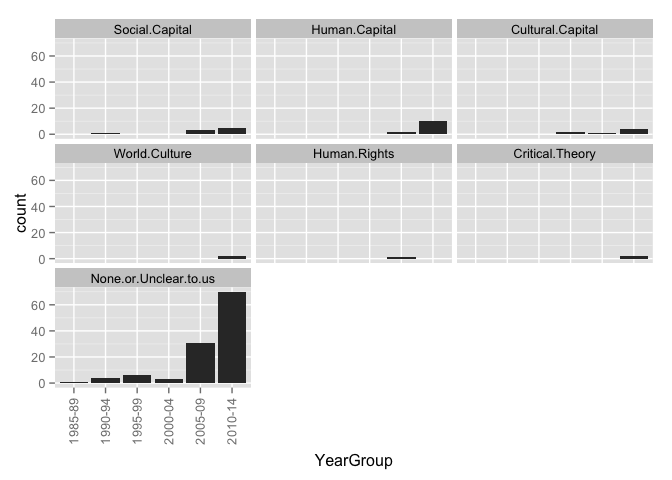 Social.Capital Human.Capital Cultural.Capital
60
40
20
0
World.Culture Human.Rights Critical.Theory
60
40
20
0
count
None.or.Unclear.to.us
60
40
20
0
1985-89 1990-94 1995-99 2000-04 2005-09 2010-14
YearGroup